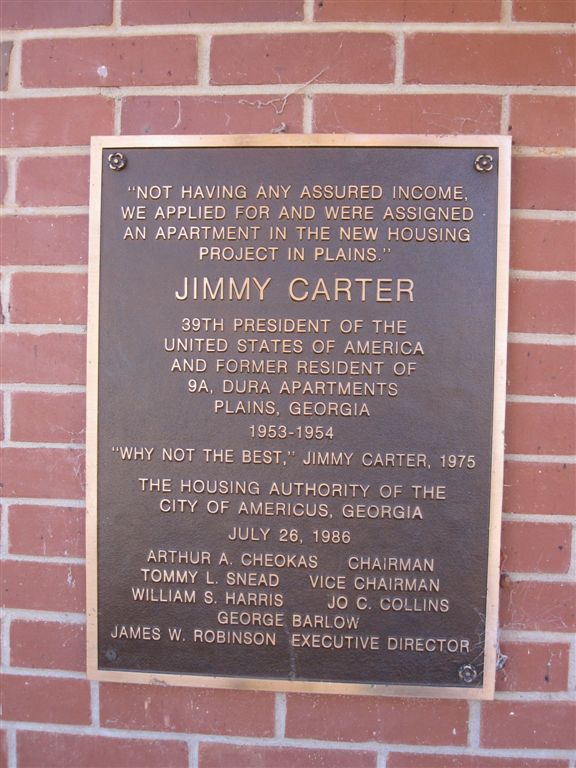 "NOT HAVING ANY ASSURED INCOME,
WE APPLIED FOR AND WERE ASSIGNED
AN APARTMENT IN THE NEW HOUSING
PROJECT IN PLAINS."
JIMMY CARTER
39TH PRESIDENT OF THE
UNITED STATES OF AMERICA
AND FORMER RESIDENT OF
9A, DURA APARTMENTS
PLAINS, GEORGIA
1953-1954
"WHY NOT THE BEST," JIMMY CARTER, 1975
THE HOUSING AUTHORITY OF THE
CITY OF AMERICUS, GEORGIA
JULY 26, 1986
ARTHUR A. CHEOKAS CHAIRMAN
TOMMY L. SNEAD VICE CHAIRMAN
WILLIAM S. HARRIS JO C. COLLINS
GEORGE BARLOW
JAMES W. ROBINSON EXECUTIVE DIRECTOR